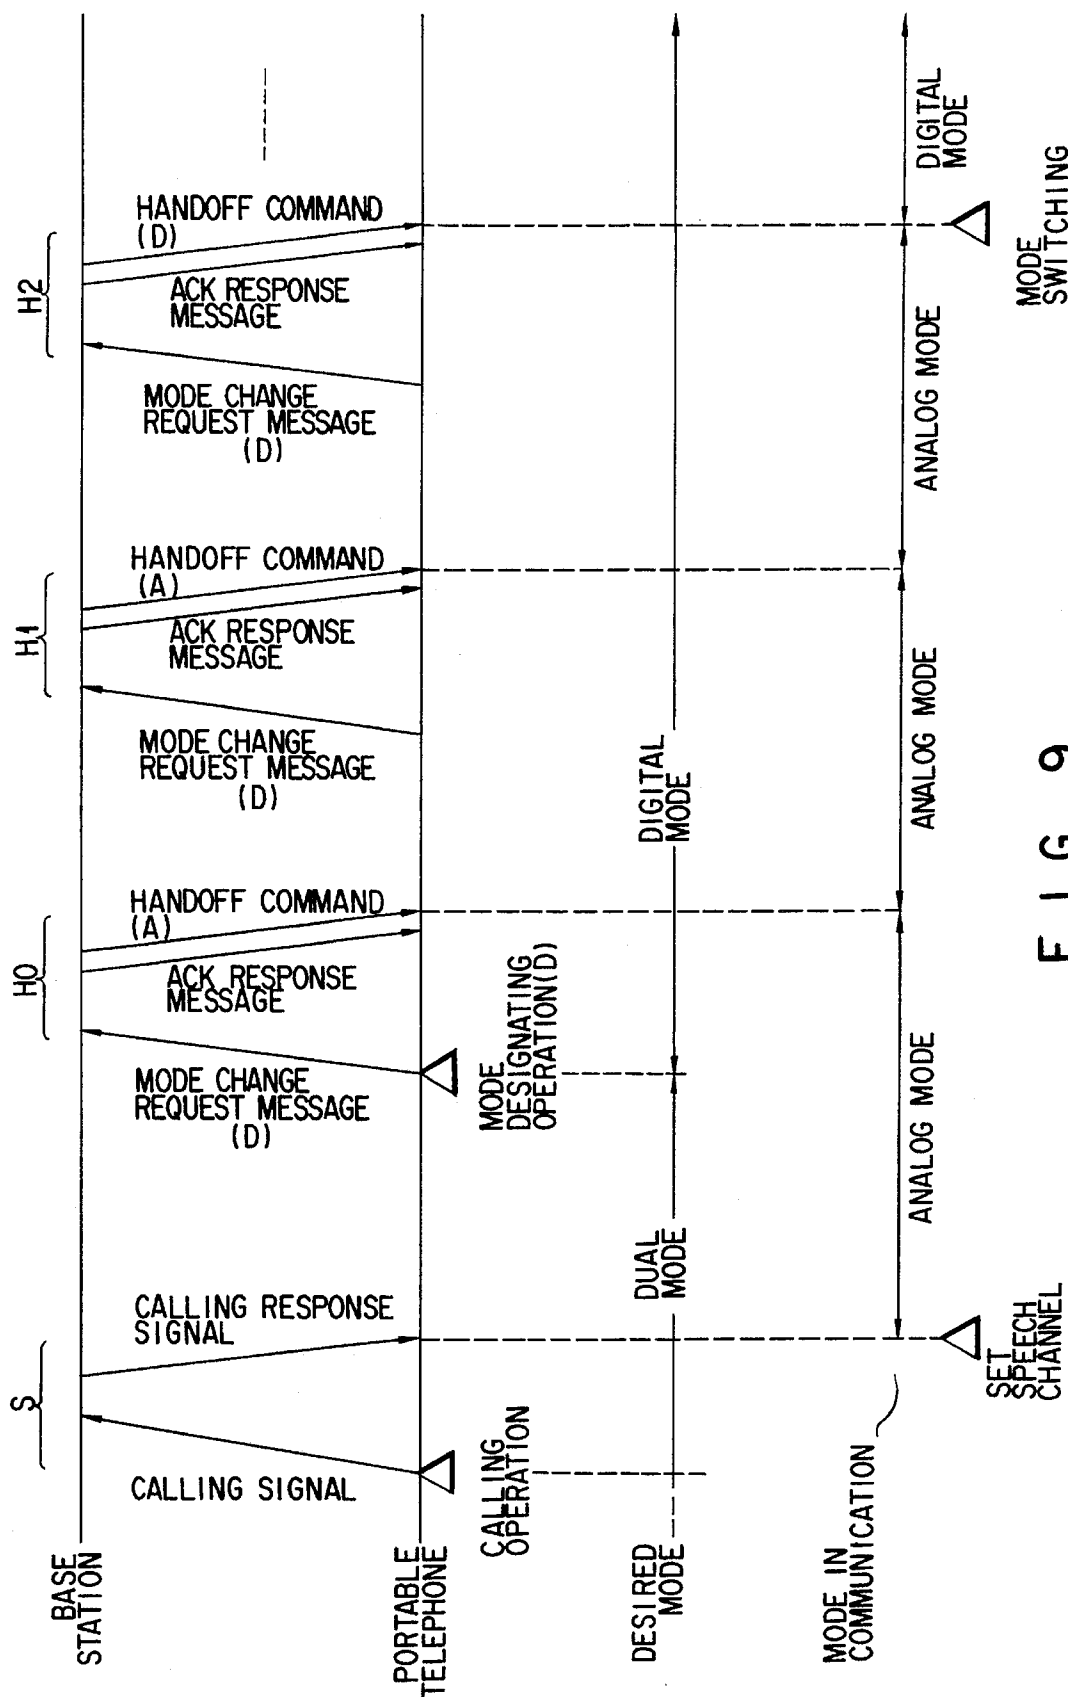 S
H0
H1
H2
BASE
STATION
CALLING SIGNAL
CALLING RESPONSE
SIGNAL
MODE CHANGE
REQUEST MESSAGE
(D)
ACK RESPONSE
MESSAGE
HANDOFF COMMAND
(A)
MODE CHANGE
REQUEST MESSAGE
(D)
ACK RESPONSE
MESSAGE
HANDOFF COMMAND
(A)
MODE CHANGE
REQUEST MESSAGE
(D)
ACK RESPONSE
MESSAGE
HANDOFF COMMAND
(D)
PORTABLE
TELEPHONE
CALLING
OPERATION
MODE
DESIGNATING
OPERATION(D)
DESIRED
MODE
DUAL
MODE
DIGITAL
MODE
MODE IN
COMMUNICATION
ANALOG MODE
ANALOG MODE
ANALOG MODE
DIGITAL
MODE
SET
SPEECH
CHANNEL
MODE
SWITCHING
FIG 9